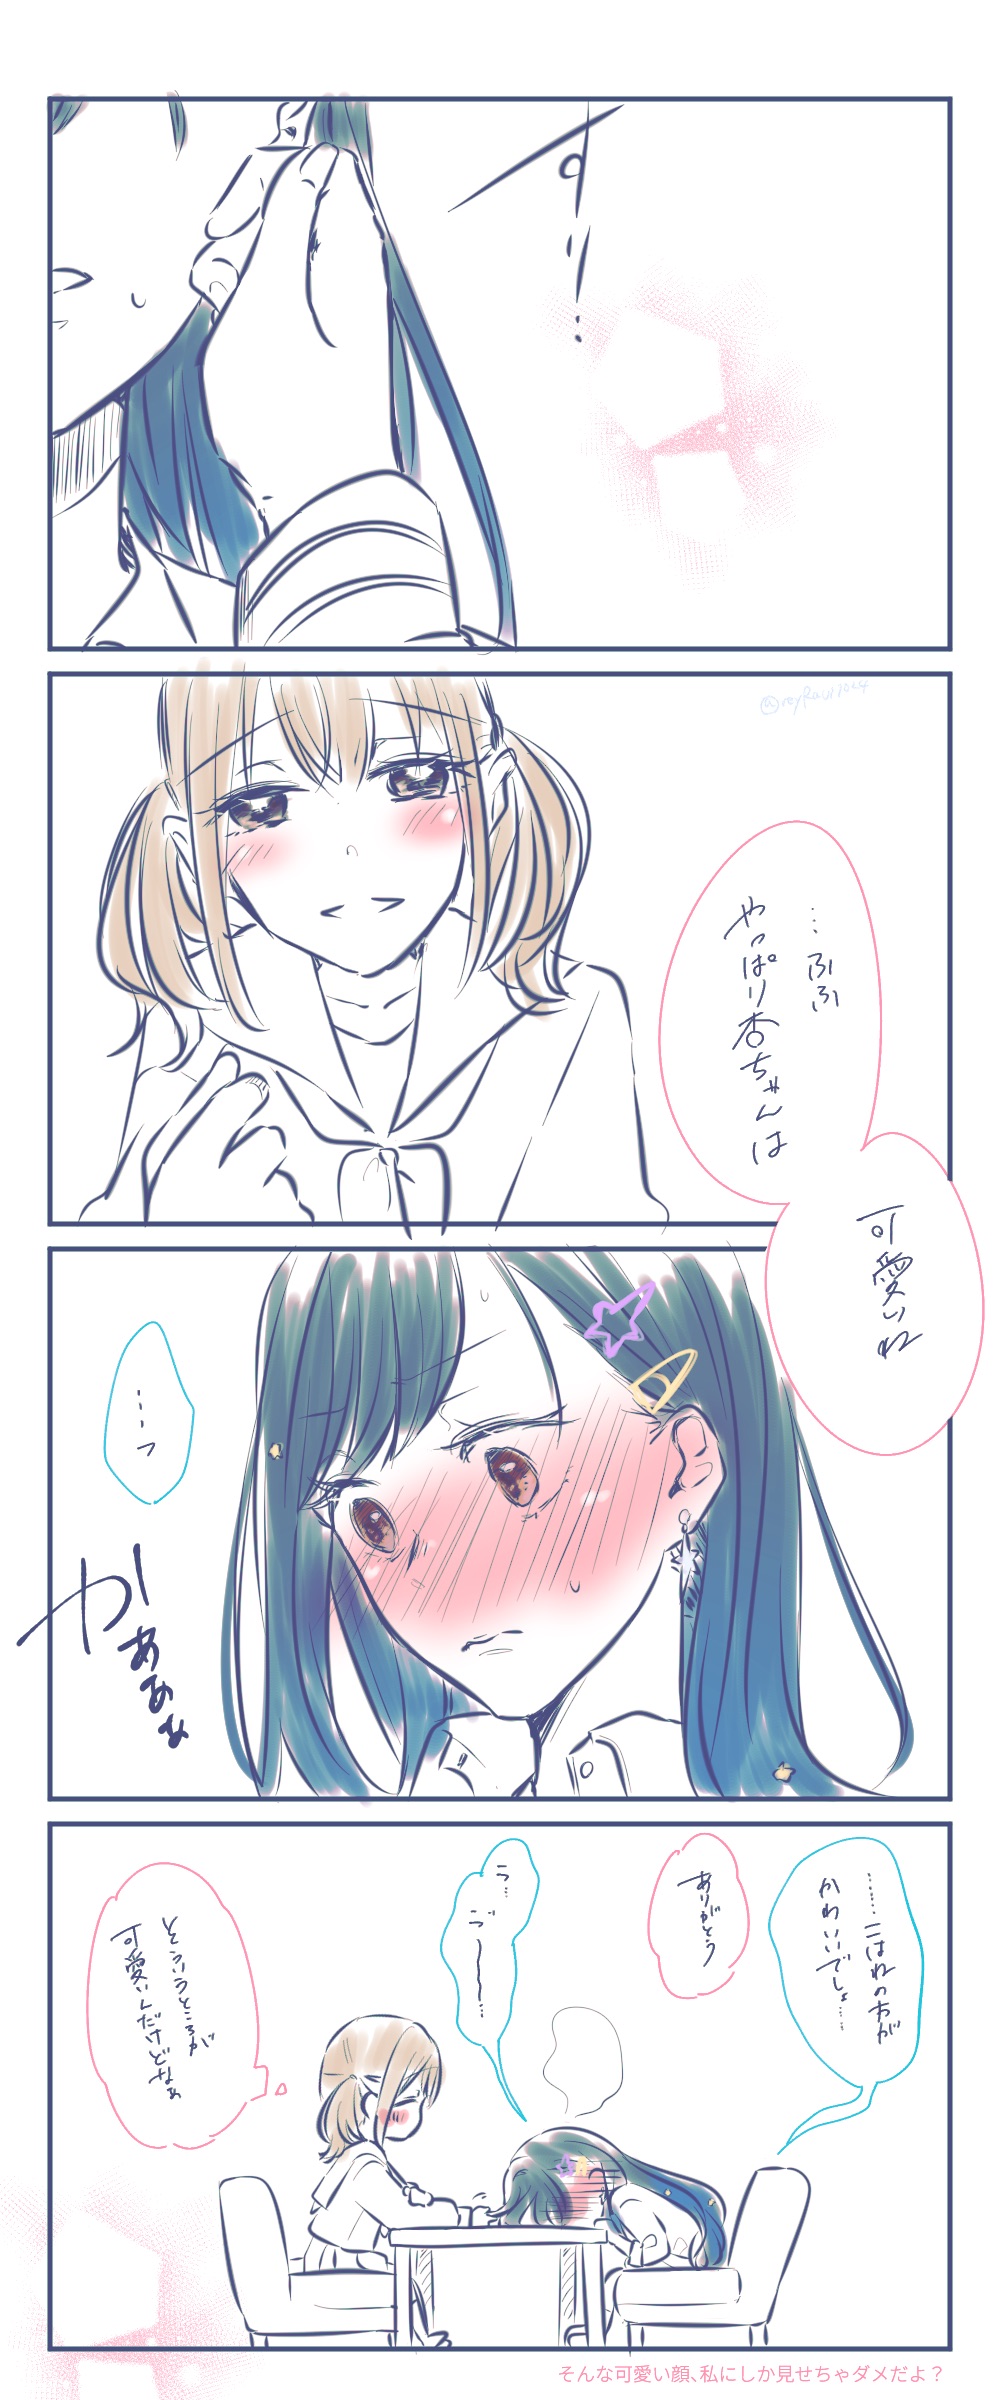 す…
…ふふ
やっぱり杏ちゃんは
可愛いね
…っ
かあああ
……こはねの方が
かわいいでしょ……
ありがとう
う…
そういうところが
可愛いんだけどなぁ
そんな可愛い顔、私にしか見せちゃダメだよ？